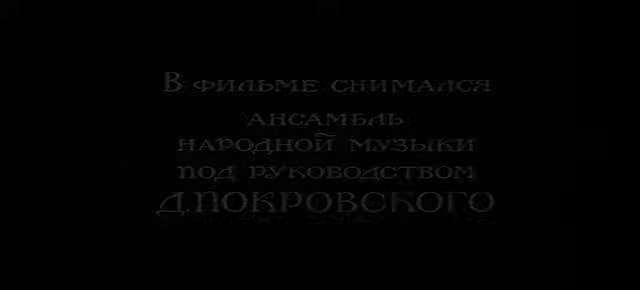 В ФИЛЬМЕ СНИМАЛСЯ
АНСАМБЛЬ
НАРОДНОЙ МУЗЫКИ
ПОД РУКОВОДСТВОМ
Д.ПОКРОВСКОГО